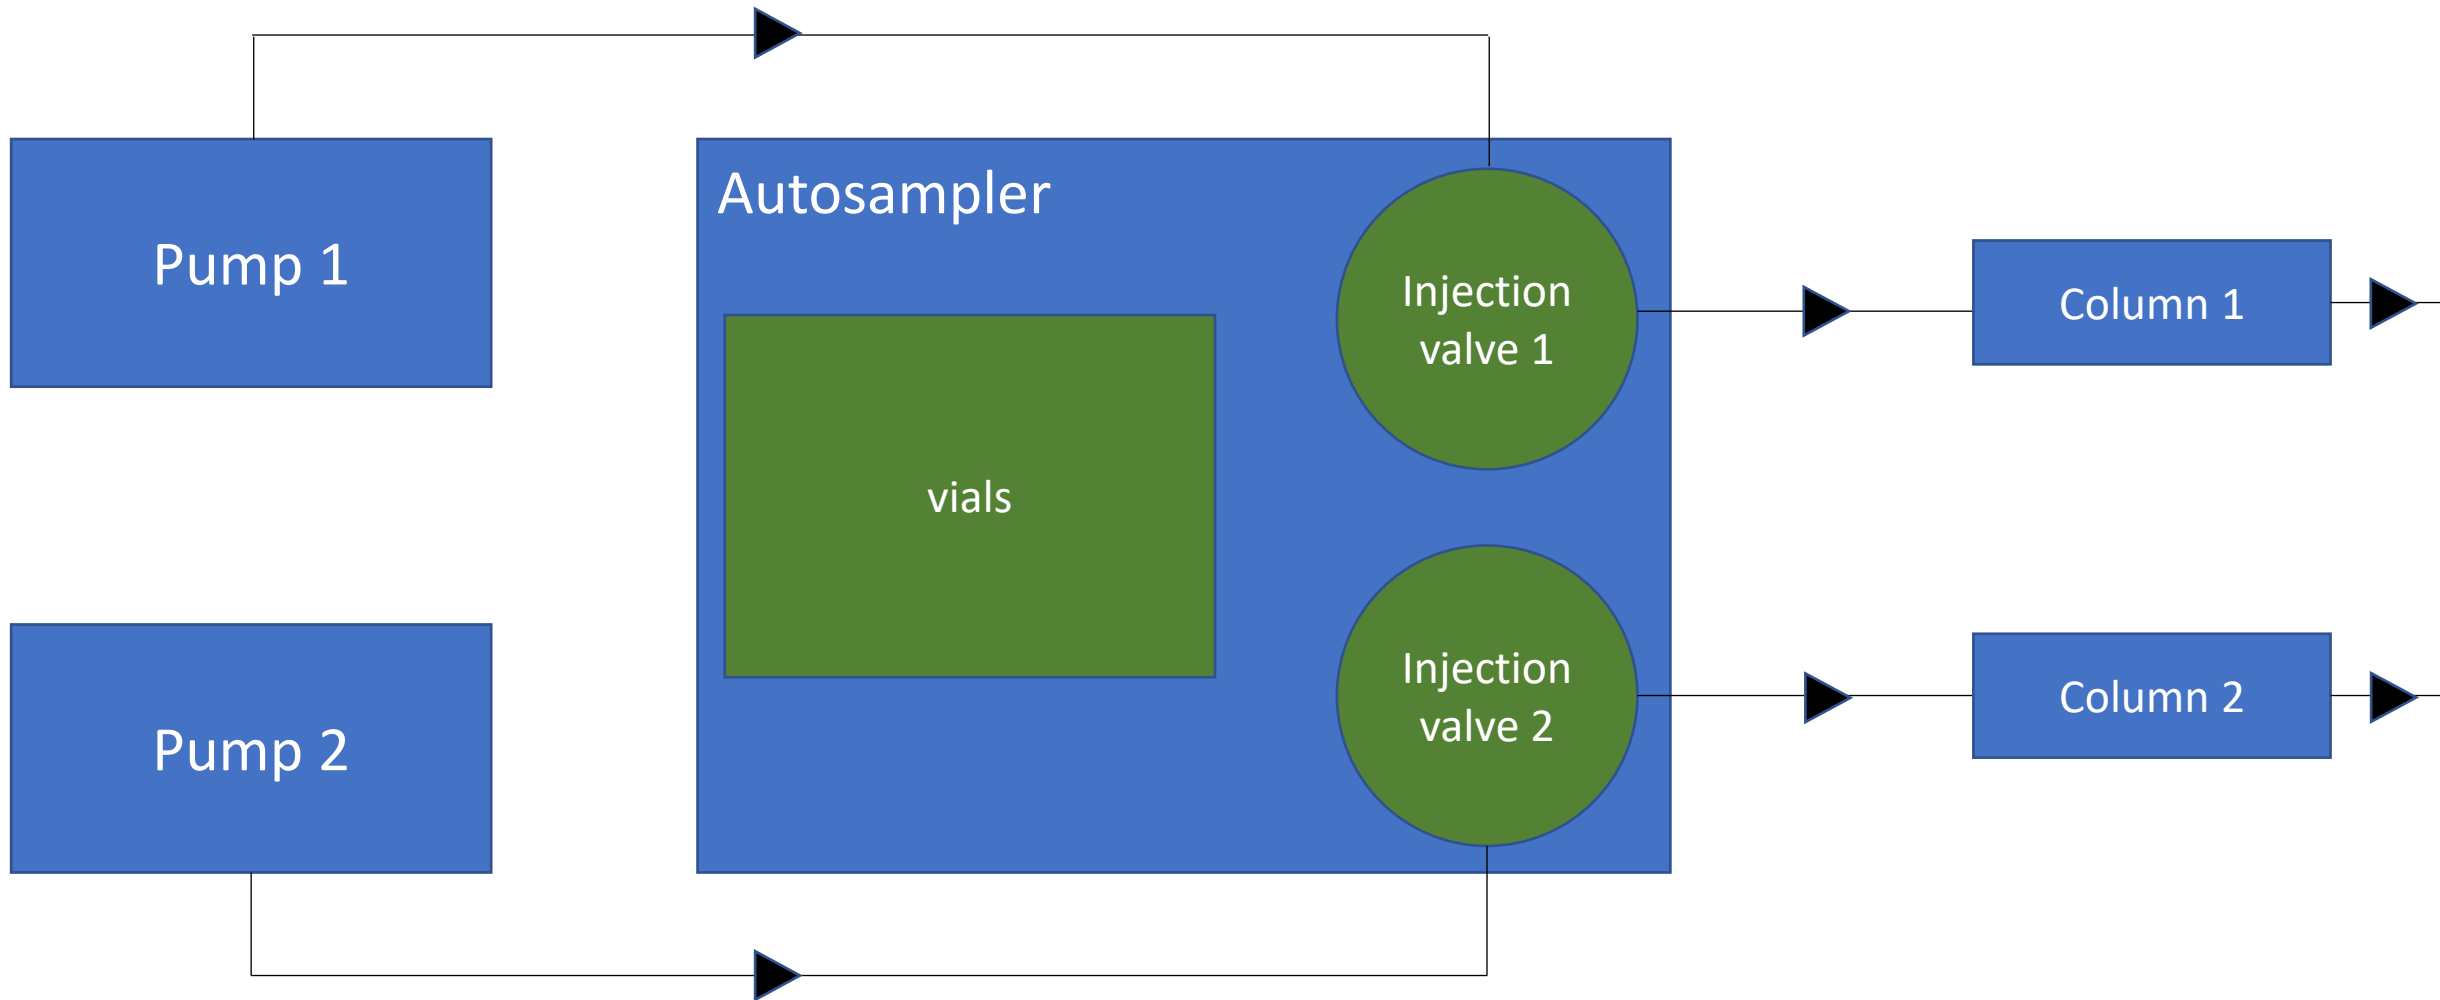 Autosampler
Pump 1
Injection
valve 1
Column 1
vials
Pump 2
Injection
valve 2
Column 2